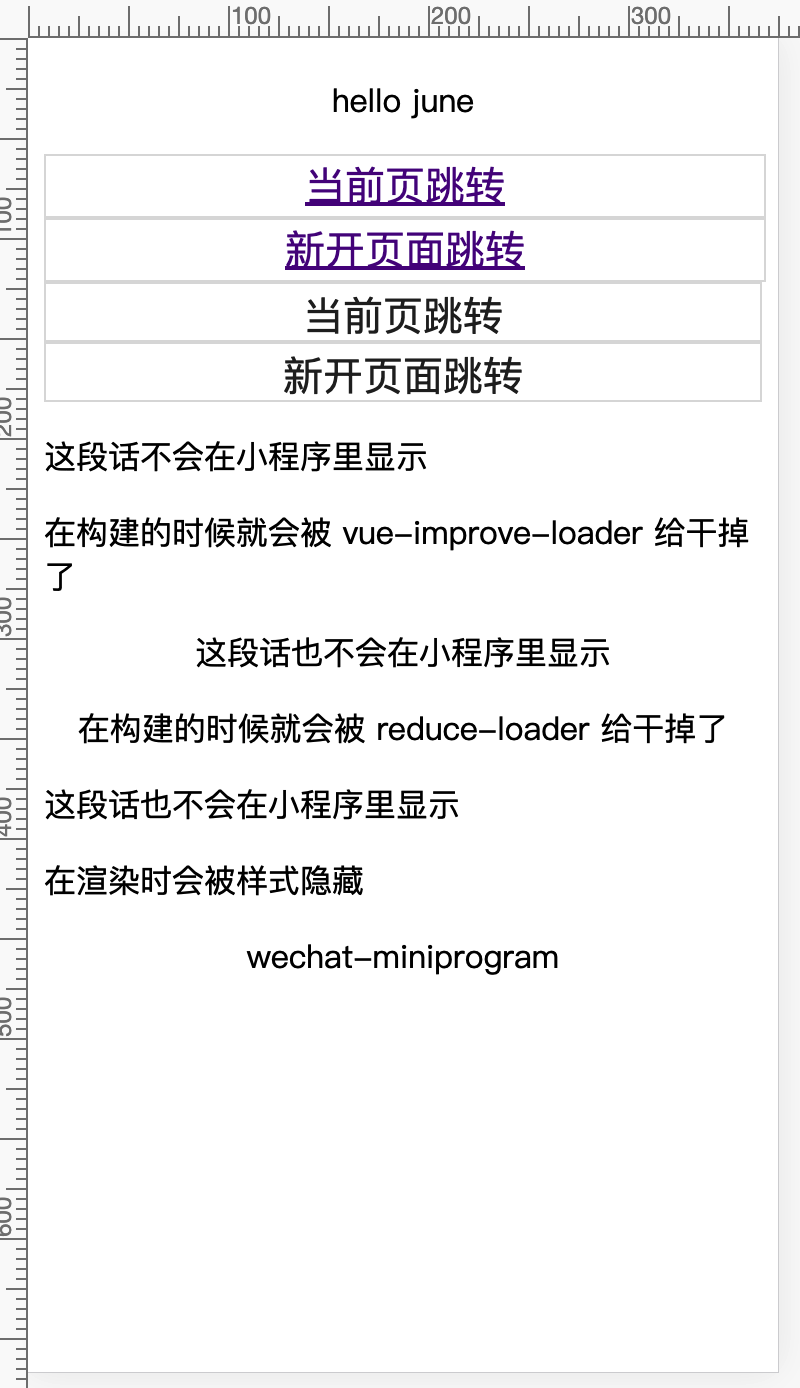 100 200 300
hello june
当前页跳转
新开页面跳转
当前页跳转
新开页面跳转
这段话不会在小程序里显示
在构建的时候就会被 vue-improve-loader 给干掉
了
这段话也不会在小程序里显示
在构建的时候就会被 reduce-loader 给干掉了
这段话也不会在小程序里显示
在渲染时会被样式隐藏
wechat-miniprogram
100
200
300
400
500
600